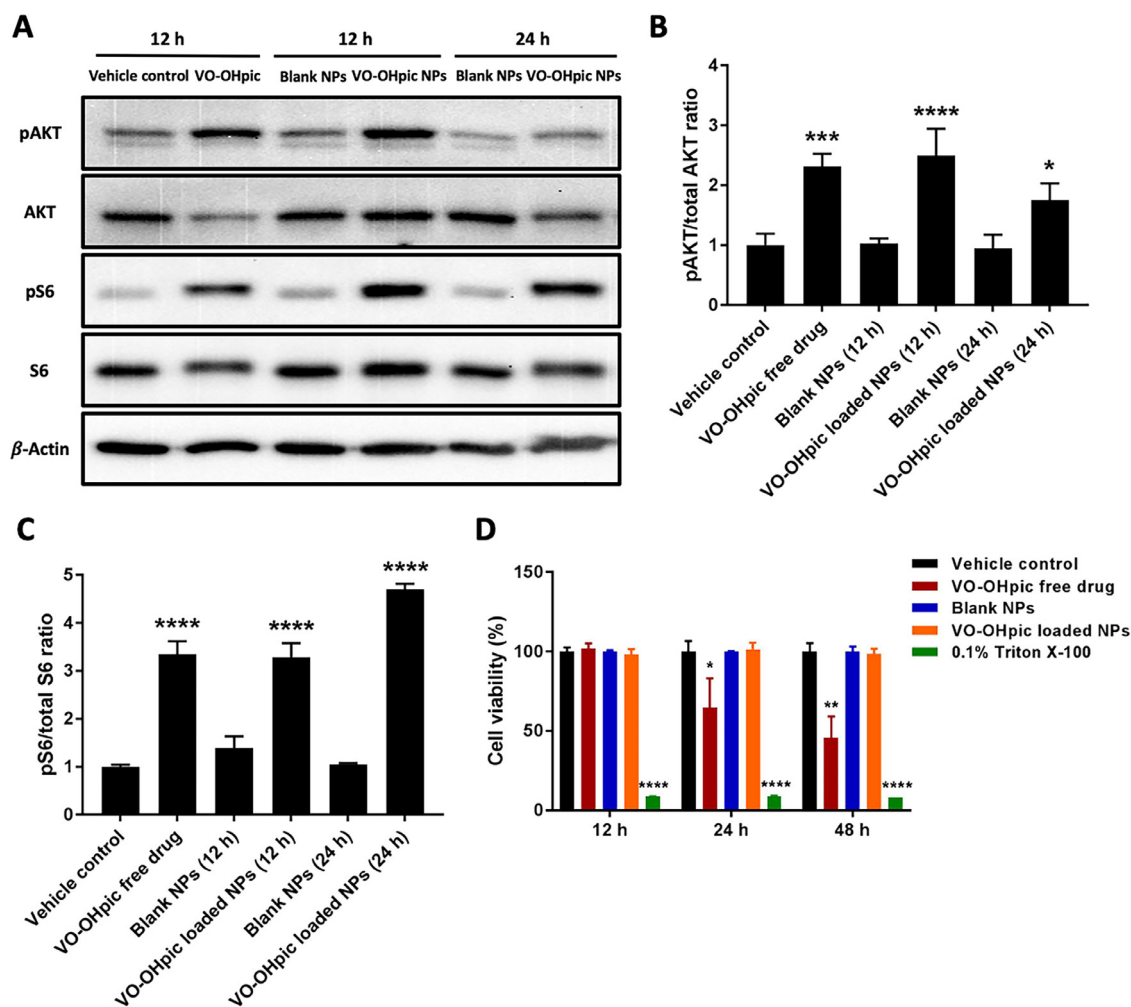 A
12 h 12 h 24 h
Vehicle control VO-OHpic Blank NPs VO-OHpic NPs Blank NPs VO-OHpic NPs
pAKT
AKT
pS6
S6
β-Actin
B
pAKT/total AKT ratio
4
3
2
1
0
***
****
*
Vehicle control
VO-OHpic free drug
Blank NPs (12 h)
VO-OHpic loaded NPs (12 h)
Blank NPs (24 h)
VO-OHpic loaded NPs (24 h)
C
pS6/total S6 ratio
5
4
3
2
1
0
****
****
****
Vehicle control
VO-OHpic free drug
Blank NPs (12 h)
VO-OHpic loaded NPs (12 h)
Blank NPs (24 h)
VO-OHpic loaded NPs (24 h)
D
Cell viability (%)
150
100
50
0
****
*
****
**
****
12 h 24 h 48 h
Vehicle control
VO-OHpic free drug
Blank NPs
VO-OHpic loaded NPs
0.1% Triton X-100